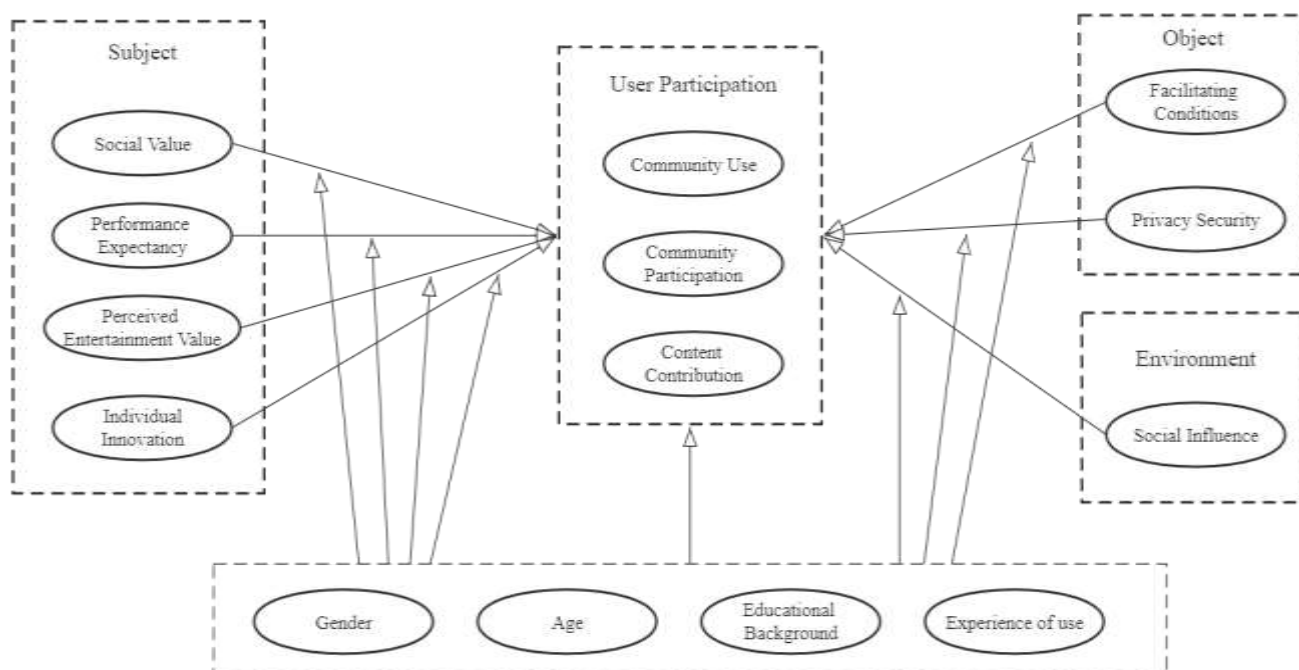 Subject
Social Value
Performance
Expectancy
Perceived
Entertainment Value
Individual
Innovation
User Participation
Community Use
Community
Participation
Content
Contribution
Object
Facilitating
Conditions
Privacy Security
Environment
Social Influence
Gender
Age
Educational
Background
Experience of use